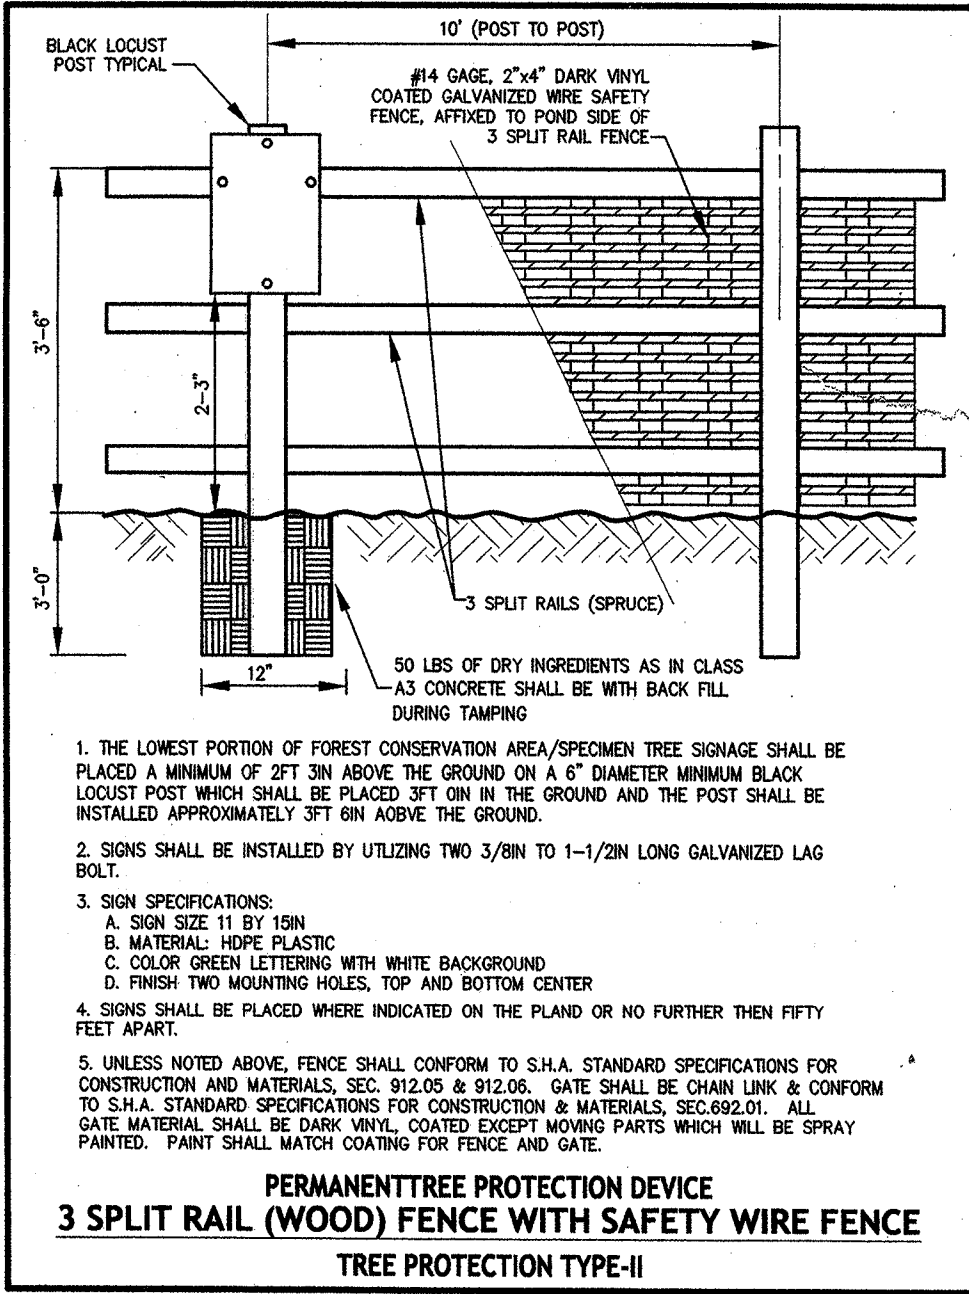 10' (POST TO POST)
BLACK LOCUST
POST TYPICAL
#14 GAGE, 2"x4" DARK VINYL
COATED GALVANIZED WIRE SAFETY
FENCE, AFFIXED TO POND SIDE OF
3 SPLIT RAIL FENCE
3'-6"
2-3"
3'-0"
3 SPLIT RAILS (SPRUCE)
12"
50 LBS OF DRY INGREDIENTS AS IN CLASS
A3 CONCRETE SHALL BE WITH BACK FILL
DURING TAMPING
1. THE LOWEST PORTION OF FOREST CONSERVATION AREA/SPECIMEN TREE SIGNAGE SHALL BE
PLACED A MINIMUM OF 2FT 3IN ABOVE THE GROUND ON A 6" DIAMETER MINIMUM BLACK
LOCUST POST WHICH SHALL BE PLACED 3FT 0IN IN THE GROUND AND THE POST SHALL BE
INSTALLED APPROXIMATELY 3FT 6IN AOBVE THE GROUND.
2. SIGNS SHALL BE INSTALLED BY UTLIZING TWO 3/8IN TO 1-1/2IN LONG GALVANIZED LAG
BOLT.
3. SIGN SPECIFICATIONS:
A. SIGN SIZE 11 BY 15IN
B. MATERIAL: HDPE PLASTIC
C. COLOR GREEN LETTERING WITH WHITE BACKGROUND
D. FINISH TWO MOUNTING HOLES, TOP AND BOTTOM CENTER
4. SIGNS SHALL BE PLACED WHERE INDICATED ON THE PLAND OR NO FURTHER THEN FIFTY
FEET APART.
5. UNLESS NOTED ABOVE, FENCE SHALL CONFORM TO S.H.A. STANDARD SPECIFICATIONS FOR
CONSTRUCTION AND MATERIALS, SEC. 912.05 & 912.06. GATE SHALL BE CHAIN LINK & CONFORM
TO S.H.A. STANDARD SPECIFICATIONS FOR CONSTRUCTION & MATERIALS, SEC.692.01. ALL
GATE MATERIAL SHALL BE DARK VINYL, COATED EXCEPT MOVING PARTS WHICH WILL BE SPRAY
PAINTED. PAINT SHALL MATCH COATING FOR FENCE AND GATE.
PERMANENTTREE PROTECTION DEVICE
3 SPLIT RAIL (WOOD) FENCE WITH SAFETY WIRE FENCE
TREE PROTECTION TYPE-II